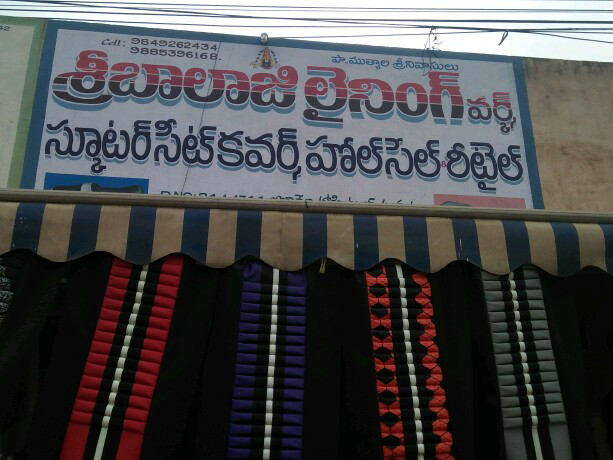 Cell: 9849262434
9885396168.
పా.ముత్యాల శ్రీనివాసులు
శ్రీబాలాజి లైనింగ్ వర్క్స్
స్కూటర్ సీట్ కవర్స్ హోల్‌సేల్ & రీటైల్